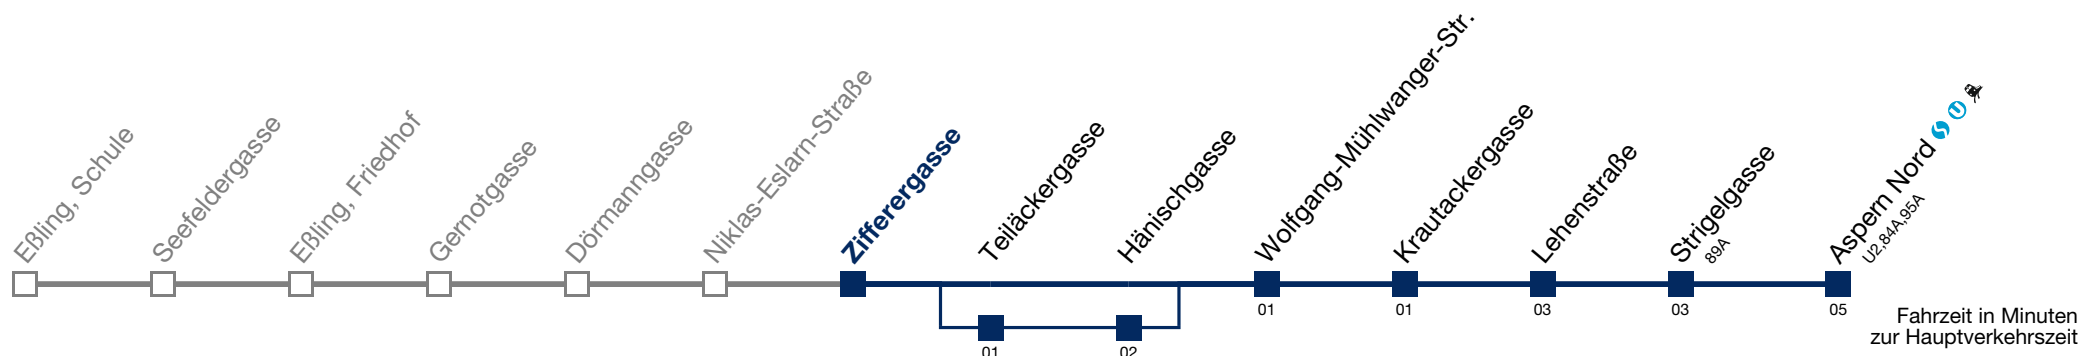 Eßling, Schule
Seefeldergasse
Eßling, Friedhof
Gernotgasse
Dörmanngasse
Niklas-Eslarn-Straße
Zifferergasse
Teiläckergasse
Hänischgasse
Wolfgang-Mühlwanger-Str.
Krautackergasse
Lehenstraße
Strigelgasse
89A
Aspern Nord S U
U2,84A,95A
01
01
03
03
05
01
02
Fahrzeit in Minuten
zur Hauptverkehrszeit